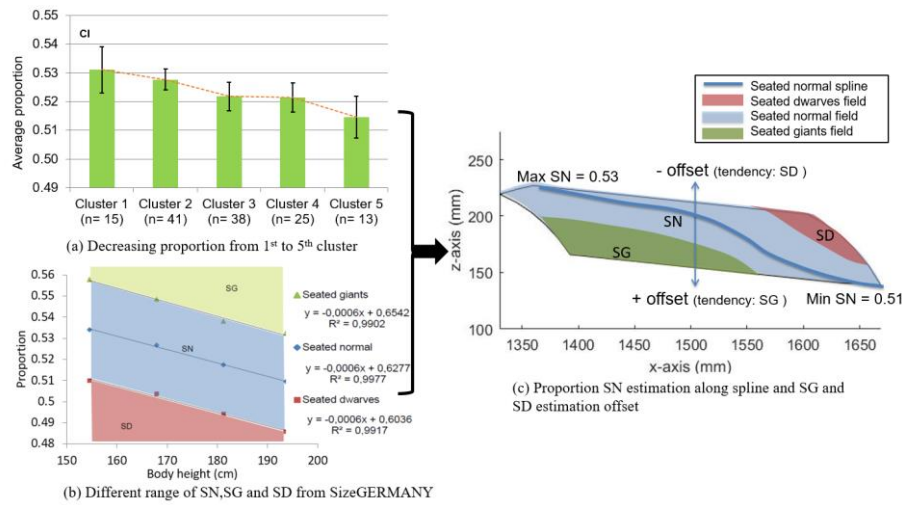 0.55
0.54
0.53
0.52
0.51
0.50
0.49
Average proportion
CI
Cluster 1
(n= 15)
Cluster 2
(n= 41)
Cluster 3
(n= 38)
Cluster 4
(n= 25)
Cluster 5
(n= 13)
(a) Decreasing proportion from 1st to 5th cluster
0.56
0.55
0.54
0.53
0.52
0.51
0.5
0.49
0.48
Proportion
SG
SN
SD
150
160
170
180
190
200
Body height (cm)
Seated giants
y = -0,0006x + 0,6542
R² = 0,9902
Seated normal
y = -0,0006x + 0,6277
R² = 0,9977
Seated dwarves
y = -0,0006x + 0,6036
R² = 0,9917
(b) Different range of SN,SG and SD from SizeGERMANY
Seated normal spline
Seated dwarves field
Seated normal field
Seated giants field
250
200
150
100
z-axis (mm)
Max SN = 0.53
- offset (tendency: SD )
SN
SD
SG
+ offset (tendency: SG )
Min SN = 0.51
1350
1400
1450
1500
1550
1600
1650
x-axis (mm)
(c) Proportion SN estimation along spline and SG and
SD estimation offset